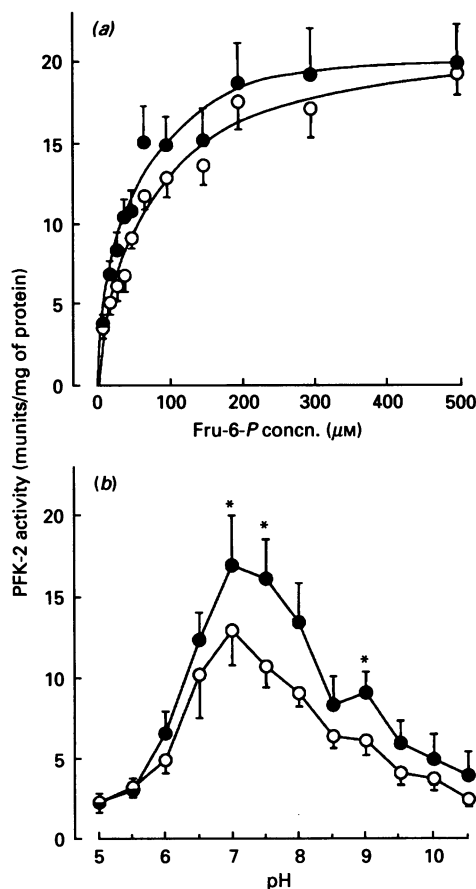 (a)
20
15
10
5
0
0 100 200 300 400 500
Fru-6-P concn. (μM)
PFK-2 activity (munits/mg of protein)
(b)
* * *
20
15
10
5
0
5 6 7 8 9 10
pH